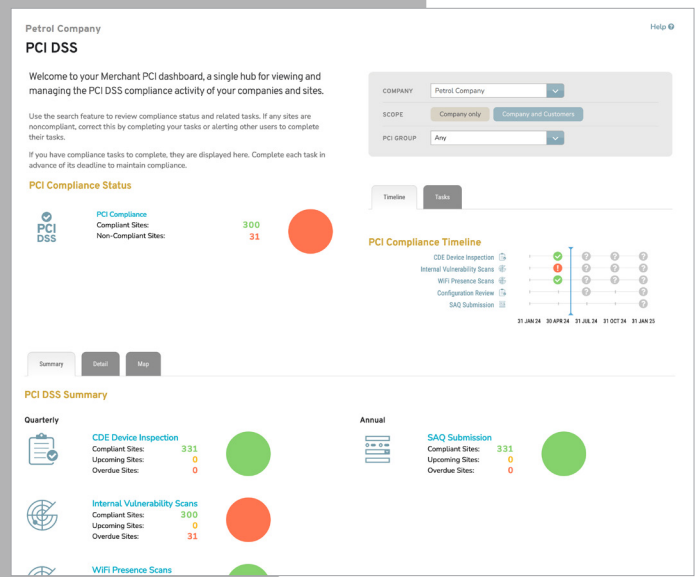 Petrol Company
Help ?
PCI DSS
Welcome to your Merchant PCI dashboard, a single hub for viewing and
managing the PCI DSS compliance activity of your companies and sites.
Use the search feature to review compliance status and related tasks. If any sites are
noncompliant, correct this by completing your tasks or alerting other users to complete
their tasks.
If you have compliance tasks to complete, they are displayed here. Complete each task in
advance of its deadline to maintain compliance.
COMPANY Petrol Company
SCOPE Company only Company and Customers
PCI GROUP Any
PCI Compliance Status
PCI DSS
PCI Compliance
Compliant Sites: 300
Non-Compliant Sites: 31
Timeline Tasks
PCI Compliance Timeline
CDE Device Inspection ? ? ?
Internal Vulnerability Scans ! ? ? ?
WiFi Presence Scans ? ? ?
Configuration Review ? ?
SAQ Submission ?
31 JAN 24 30 APR 24 31 JUL 24 31 OCT 24 31 JAN 25
Summary Detail Map
PCI DSS Summary
Quarterly
CDE Device Inspection
Compliant Sites: 331
Upcoming Sites: 0
Overdue Sites: 0
Internal Vulnerability Scans
Compliant Sites: 300
Upcoming Sites: 0
Overdue Sites: 31
WiFi Presence Scans
Annual
SAQ Submission
Compliant Sites: 331
Upcoming Sites: 0
Overdue Sites: 0